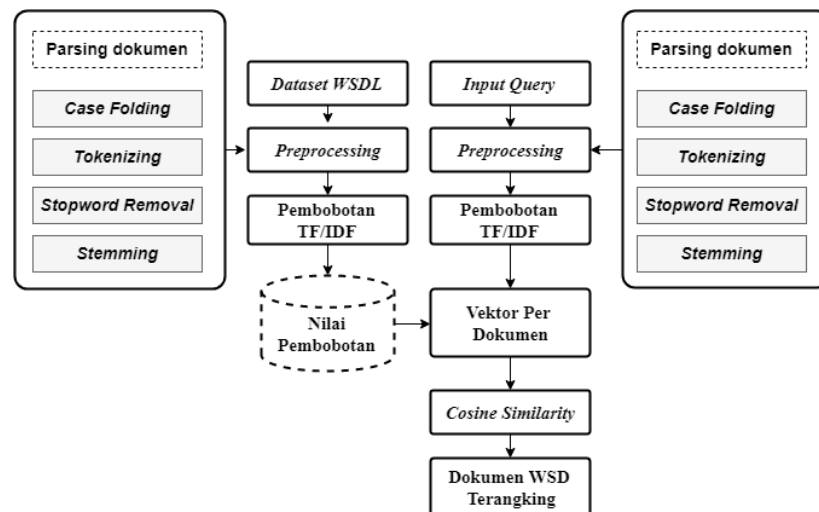 Parsing dokumen
Case Folding
Tokenizing
Stopword Removal
Stemming
Dataset WSDL
Preprocessing
Pembobotan
TF/IDF
Nilai
Pembobotan
Input Query
Preprocessing
Pembobotan
TF/IDF
Vektor Per
Dokumen
Cosine Similarity
Dokumen WSD
Terangking
Parsing dokumen
Case Folding
Tokenizing
Stopword Removal
Stemming